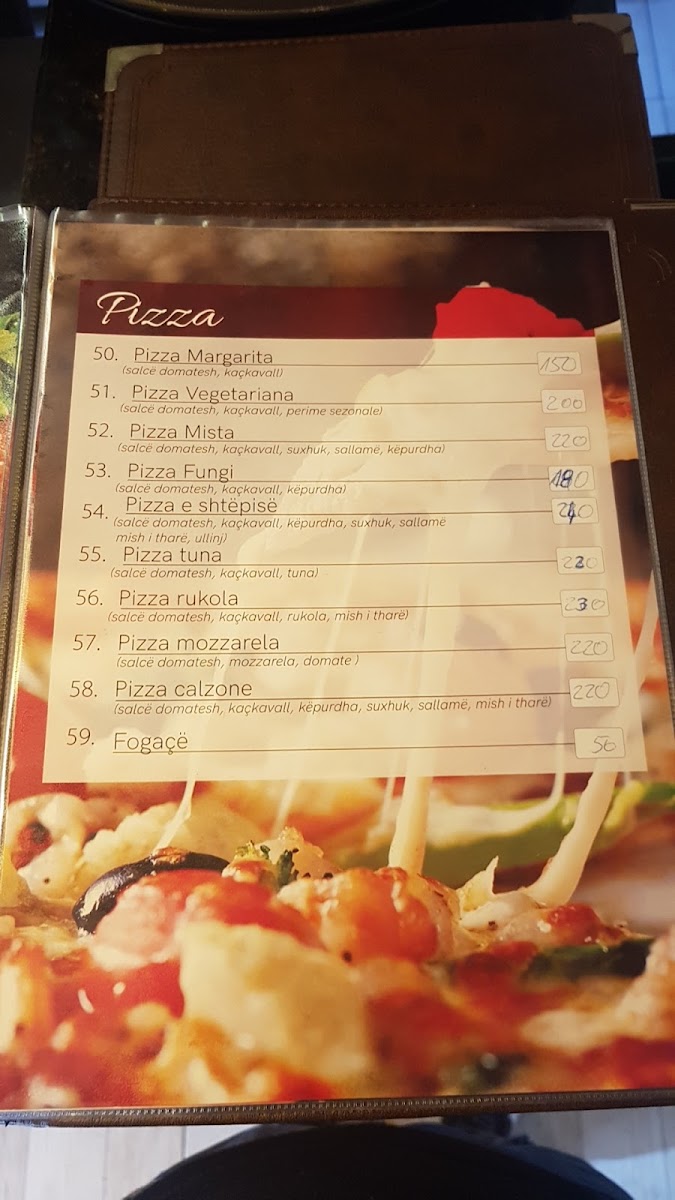 Pizza
50. Pizza Margarita 150
(salcë domatesh, kaçkavall)
51. Pizza Vegetariana 200
(salcë domatesh, kaçkavall, perime sezonale)
52. Pizza Mista 220
(salcë domatesh, kaçkavall, suxhuk, sallamë, këpurdha)
53. Pizza Fungi 180
(salcë domatesh, kaçkavall, këpurdha)
54. Pizza e shtëpisë 240
(salcë domatesh, kaçkavall, këpurdha, suxhuk, sallamë
mish i tharë, ullinj)
55. Pizza tuna 220
(salcë domatesh, kaçkavall, tuna)
56. Pizza rukola 230
(salcë domatesh, kaçkavall, rukola, mish i tharë)
57. Pizza mozzarela 220
(salcë domatesh, mozzarela, domate )
58. Pizza calzone 220
(salcë domatesh, kaçkavall, këpurdha, suxhuk, sallamë, mish i tharë)
59. Fogaçë 50